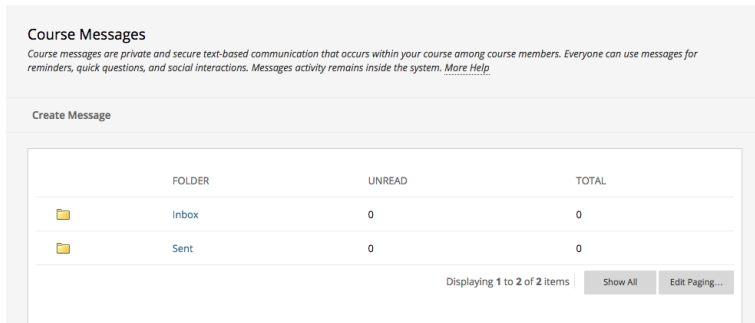 Course Messages
Course messages are private and secure text-based communication that occurs within your course among course members. Everyone can use messages for
reminders, quick questions, and social interactions. Messages activity remains inside the system. More Help
Create Message
FOLDER UNREAD TOTAL
Inbox 0 0
Sent 0 0
Displaying 1 to 2 of 2 items Show All Edit Paging...